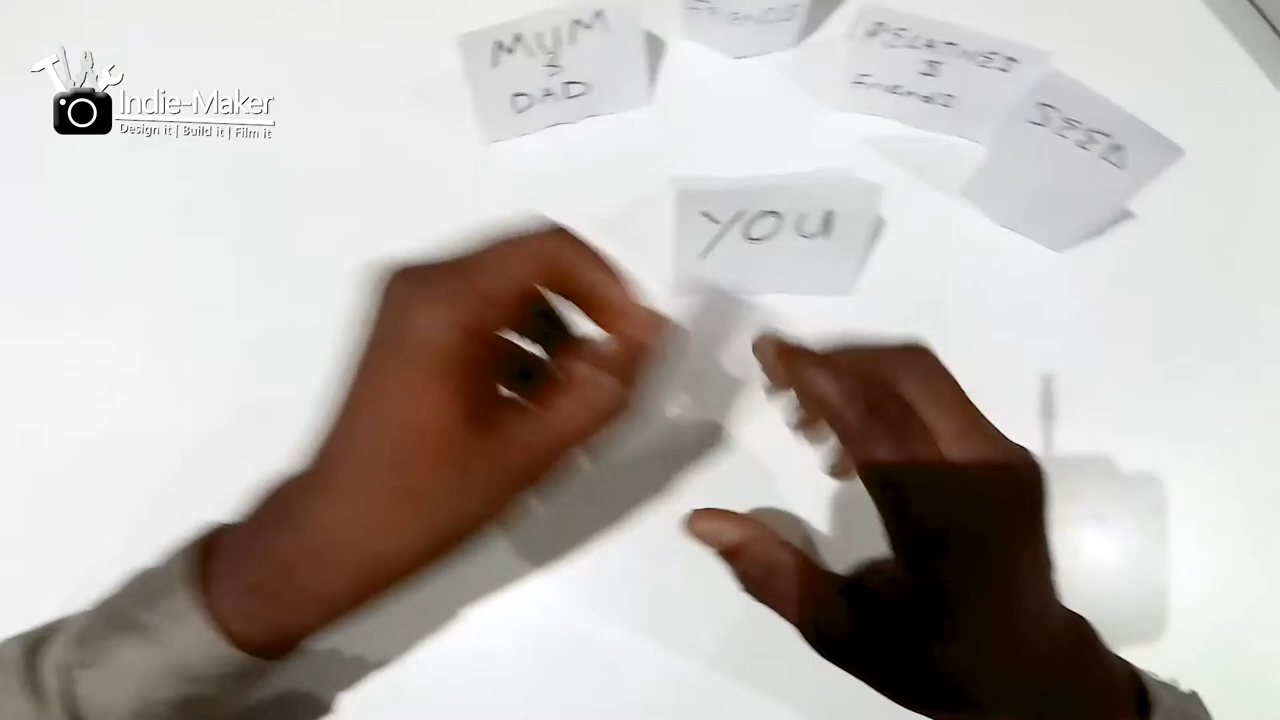 Indie-Maker
Design it | Build it | Film it
MUM
&
DAD
Friends
RELATIVES
&
Friends
SEED
YOU